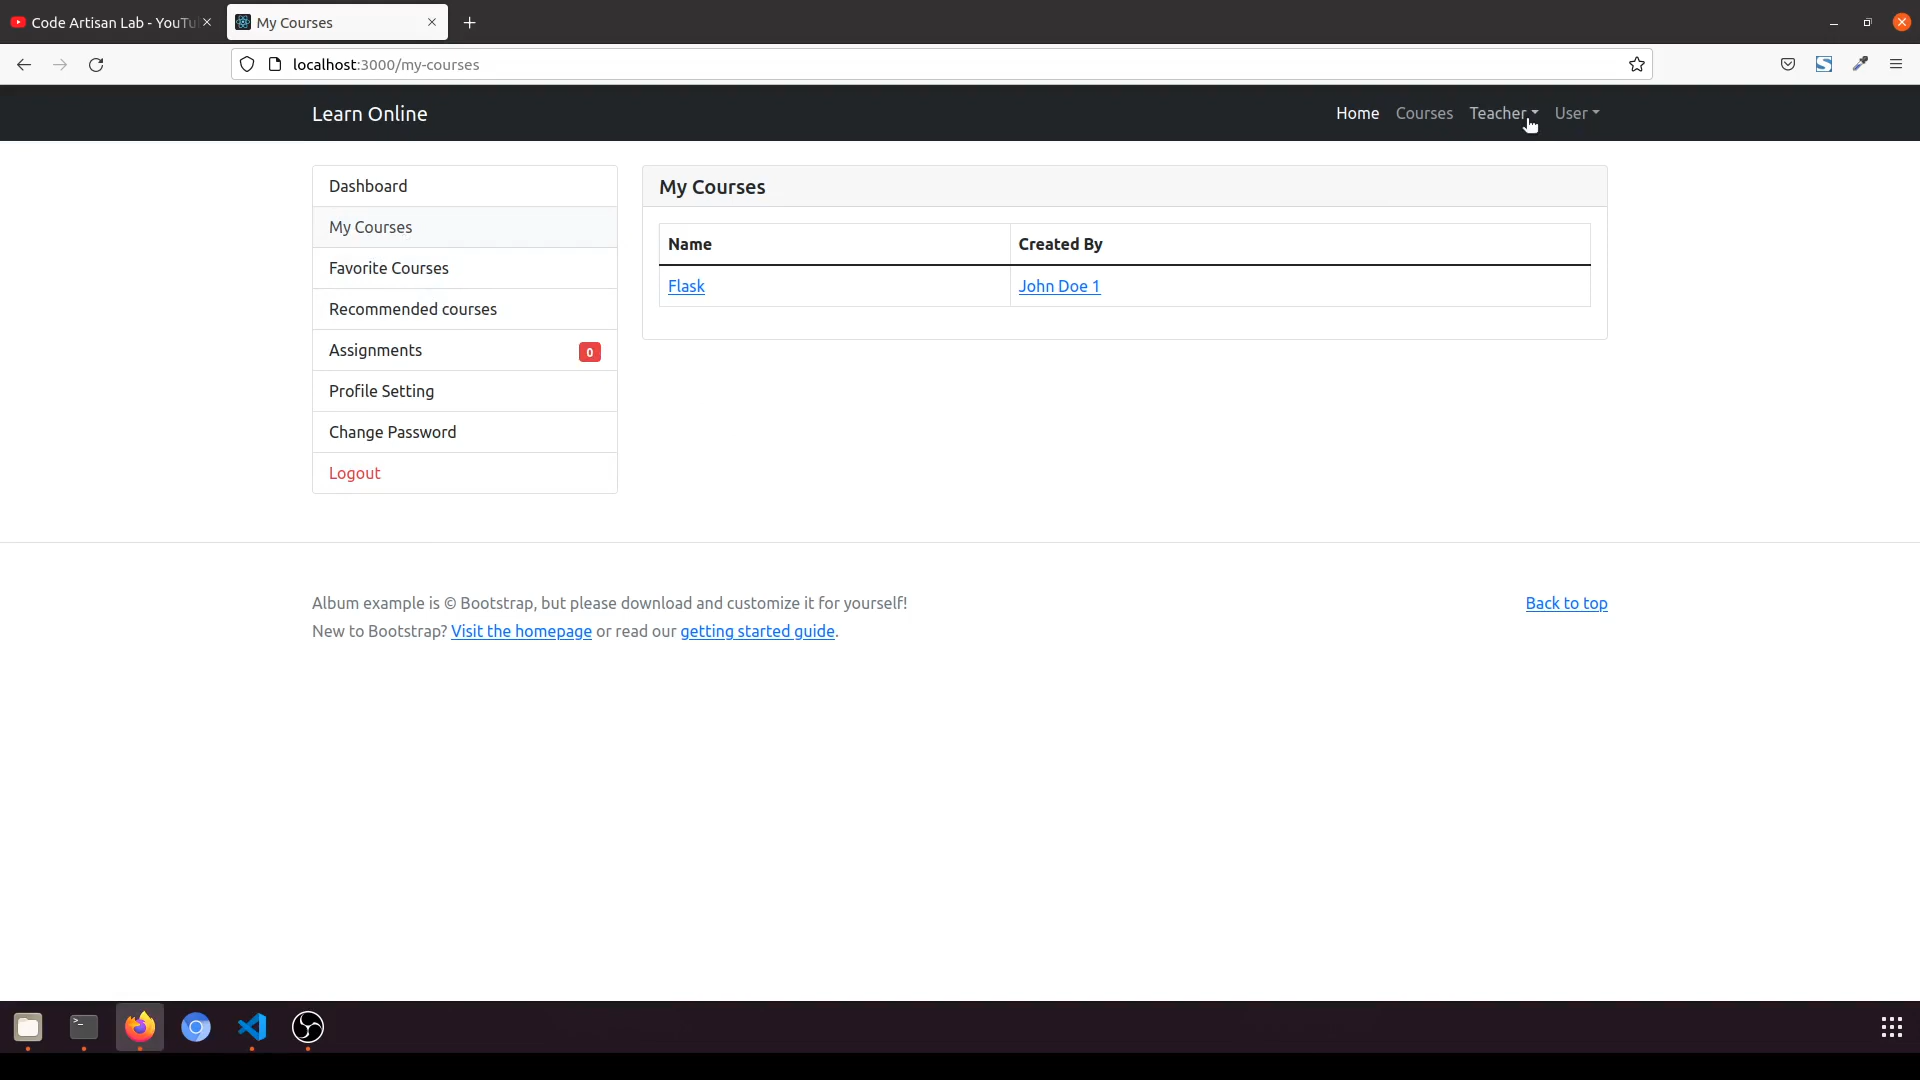 Code Artisan Lab - YouTu
My Courses
localhost:3000/my-courses
Learn Online
Home
Courses
Teacher
User
Dashboard
My Courses
Favorite Courses
Recommended courses
Assignments
0
Profile Setting
Change Password
Logout
My Courses
Name
Created By
Flask
John Doe 1
Album example is © Bootstrap, but please download and customize it for yourself!
New to Bootstrap? Visit the homepage or read our getting started guide.
Back to top